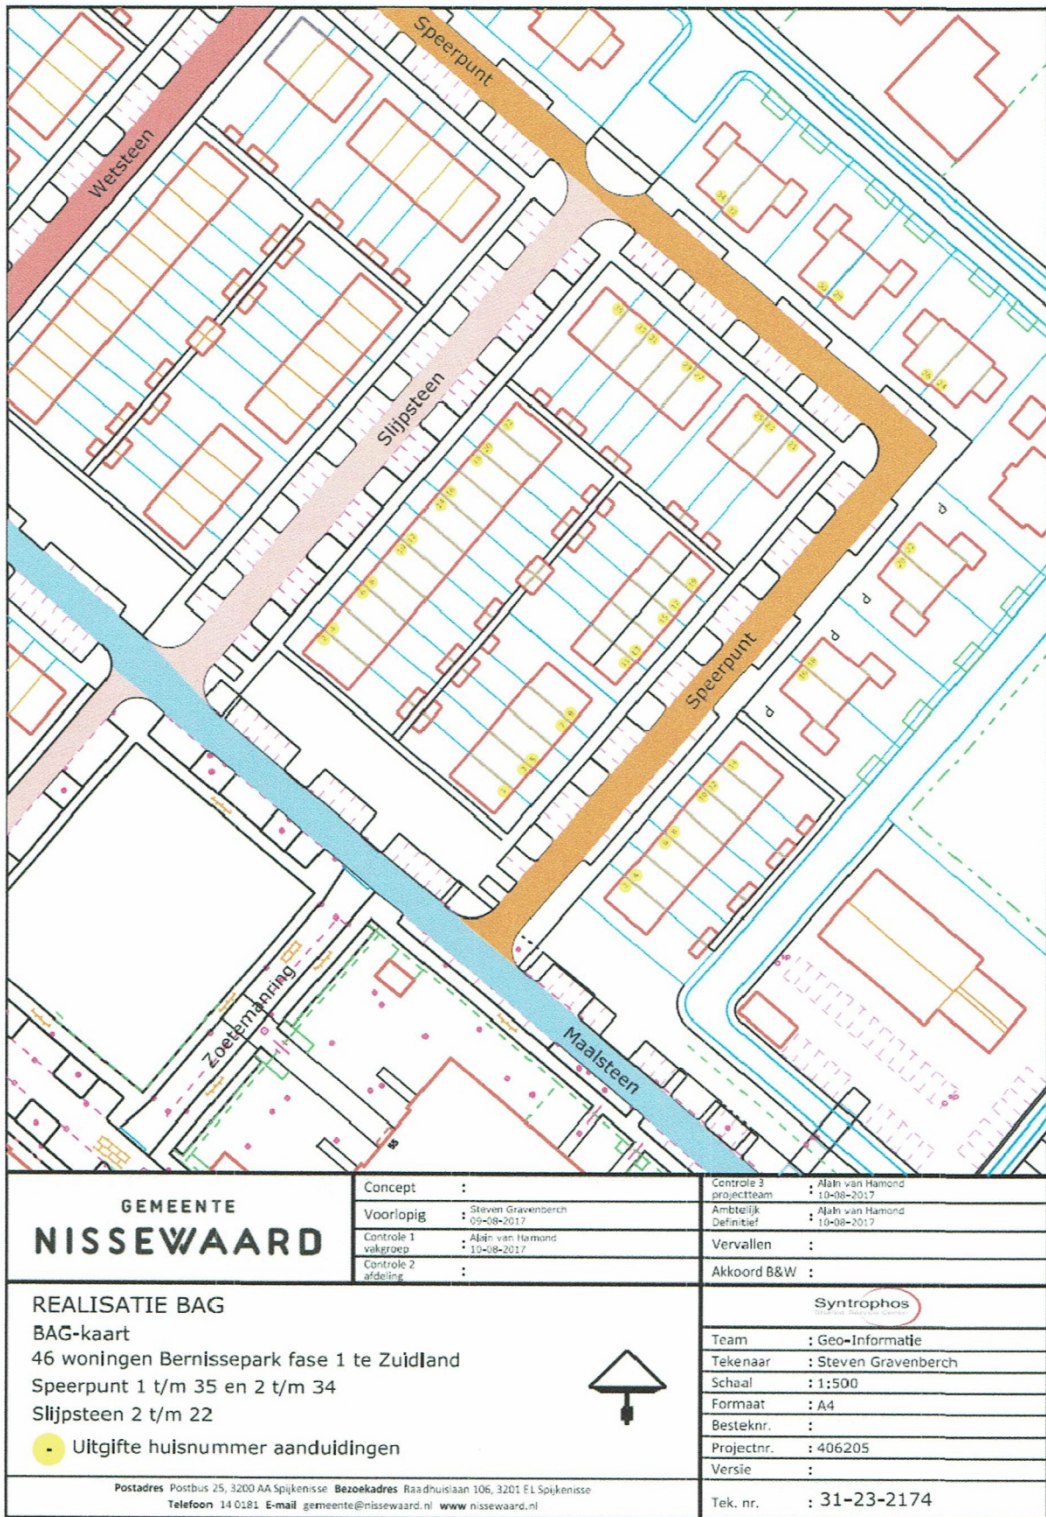 Speerpunt
Wetsteen
Slijpsteen
Speerpunt
Zoetemanring
Maalsteen
GEMEENTE
NISSEWAARD
Concept :
Voorlopig : Steven Gravenberch
09-08-2017
Controle 1
vakgroep : Alain van Hamond
10-08-2017
Controle 2
afdeling :
Controle 3
projectteam : Alain van Hamond
10-08-2017
Ambtelijk
Definitief : Alain van Hamond
10-08-2017
Vervallen :
Akkoord B&W :
REALISATIE BAG
BAG-kaart
46 woningen Bernissepark fase 1 te Zuidland
Speerpunt 1 t/m 35 en 2 t/m 34
Slijpsteen 2 t/m 22
Uitgifte huisnummer aanduidingen
Syntrophos
Team : Geo-Informatie
Tekenaar : Steven Gravenberch
Schaal : 1:500
Formaat : A4
Besteknr. :
Projectnr. : 406205
Versie :
Tek. nr. : 31-23-2174
Postadres Postbus 25, 3200 AA Spijkenisse Bezoekadres Raadhuislaan 106, 3201 EL Spijkenisse
Telefoon 14 0181 E-mail gemeente@nissewaard.nl www nissewaard.nl